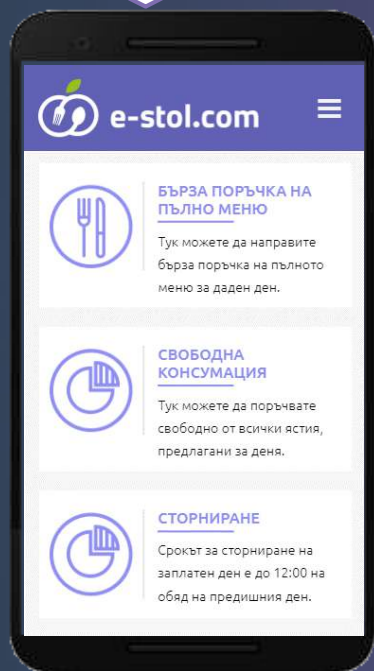 e-stol.com
БЪРЗА ПОРЪЧКА НА
ПЪЛНО МЕНЮ
Тук можете да направите
бърза поръчка на пълното
меню за даден ден.
СВОБОДНА
КОНСУМАЦИЯ
Тук можете да поръчвате
свободно от всички ястия,
предлагани за деня.
СТОРНИРАНЕ
Срокът за сторниране на
заплатен ден е до 12:00 на
обяд на предишния ден.